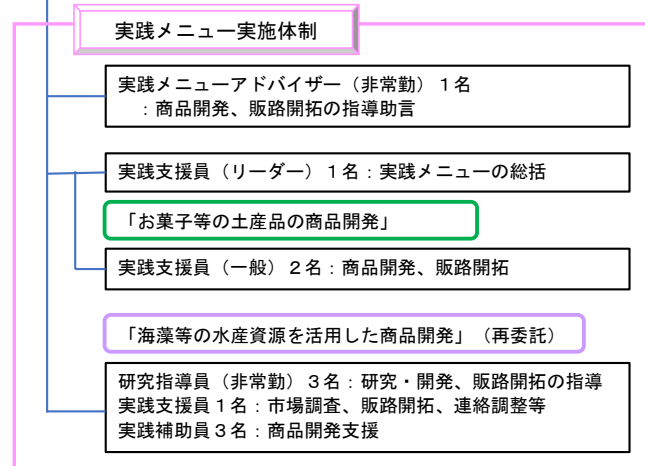 実践メニュー実施体制
実践メニューアドバイザー（非常勤）１名
：商品開発、販路開拓の指導助言
実践支援員（リーダー）１名：実践メニューの総括
「お菓子等の土産品の商品開発」
実践支援員（一般）２名：商品開発、販路開拓
「海藻等の水産資源を活用した商品開発」（再委託）
研究指導員（非常勤）３名：研究・開発、販路開拓の指導
実践支援員１名：市場調査、販路開拓、連絡調整等
実践補助員３名：商品開発支援